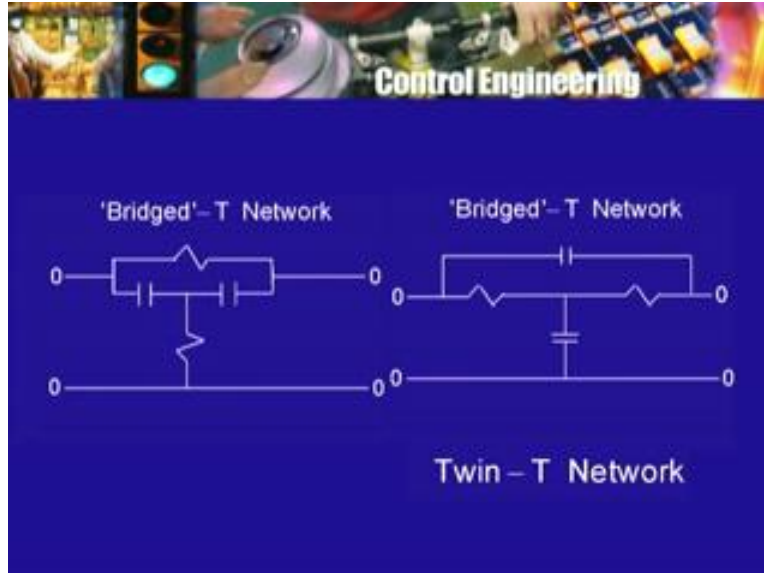 Control Engineering
'Bridged'– T Network
'Bridged'– T Network
0 0
0 0
0 0
0 0
Twin – T Network